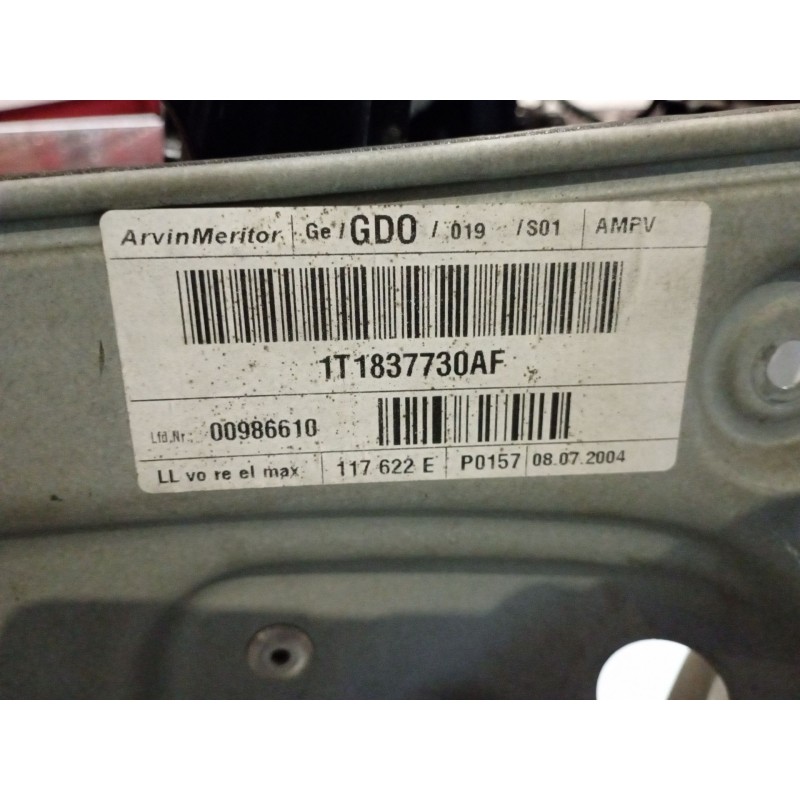 ArvinMeritor Ge / GDO / 019 / S01 AMPV
1T1837730AF
Lfd.Nr.: 00986610
LL vo re el max 117 622 E P0157 08.07.2004